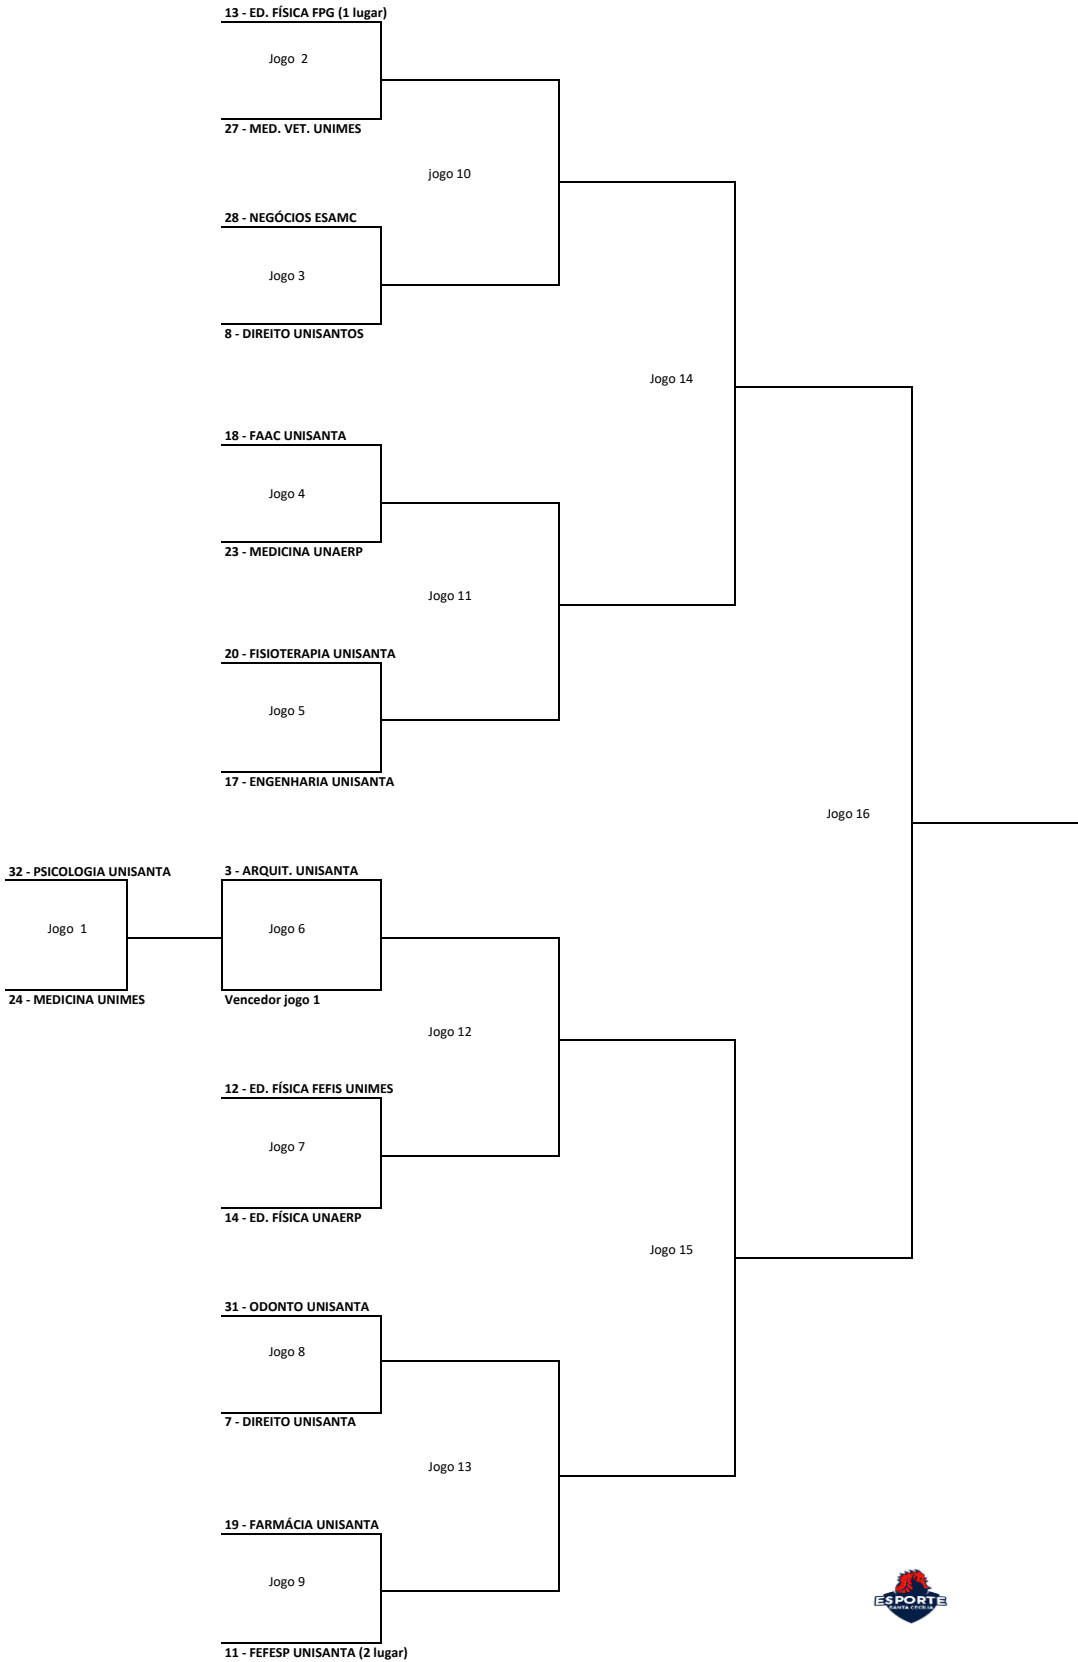 13 - ED. FÍSICA FPG (1 lugar)
Jogo  2
27 - MED. VET. UNIMES
jogo 10
28 - NEGÓCIOS ESAMC
Jogo 3
8 - DIREITO UNISANTOS
Jogo 14
18 - FAAC UNISANTA
Jogo 4
23 - MEDICINA UNAERP
Jogo 11
20 - FISIOTERAPIA UNISANTA
Jogo 5
17 - ENGENHARIA UNISANTA
Jogo 16
32 - PSICOLOGIA UNISANTA
3 - ARQUIT. UNISANTA
Jogo  1
Jogo 6
24 - MEDICINA UNIMES
Vencedor jogo 1
Jogo 12
12 - ED. FÍSICA FEFIS UNIMES
Jogo 7
14 - ED. FÍSICA UNAERP
Jogo 15
31 - ODONTO UNISANTA
Jogo 8
7 - DIREITO UNISANTA
Jogo 13
19 - FARMÁCIA UNISANTA
Jogo 9
ESPORTE
SANTA CECÍLIA
11 - FEFESP UNISANTA (2 lugar)